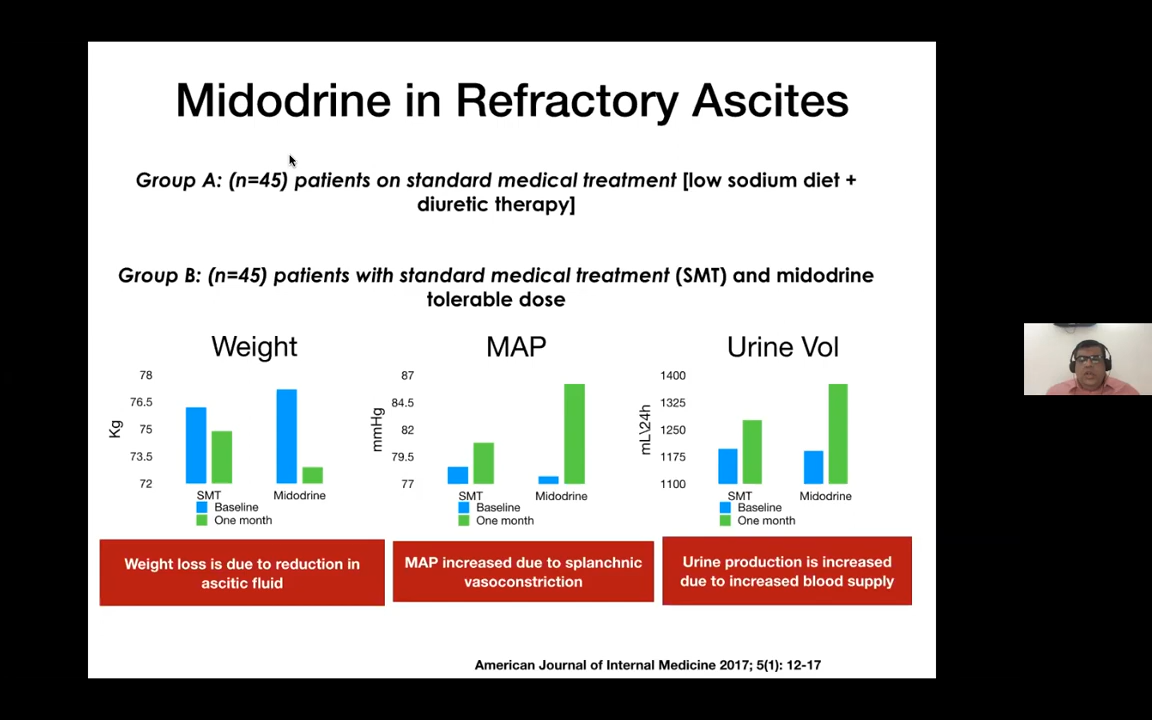 Midodrine in Refractory Ascites
Group A: (n=45) patients on standard medical treatment [low sodium diet +
diuretic therapy]
Group B: (n=45) patients with standard medical treatment (SMT) and midodrine
tolerable dose
Weight
78
76.5
75
73.5
72
Kg
SMT
Midodrine
Baseline
One month
MAP
87
84.5
82
79.5
77
mmHg
SMT
Midodrine
Baseline
One month
Urine Vol
1400
1325
1250
1175
1100
mL\24h
SMT
Midodrine
Baseline
One month
Weight loss is due to reduction in
ascitic fluid
MAP increased due to splanchnic
vasoconstriction
Urine production is increased
due to increased blood supply
American Journal of Internal Medicine 2017; 5(1): 12-17